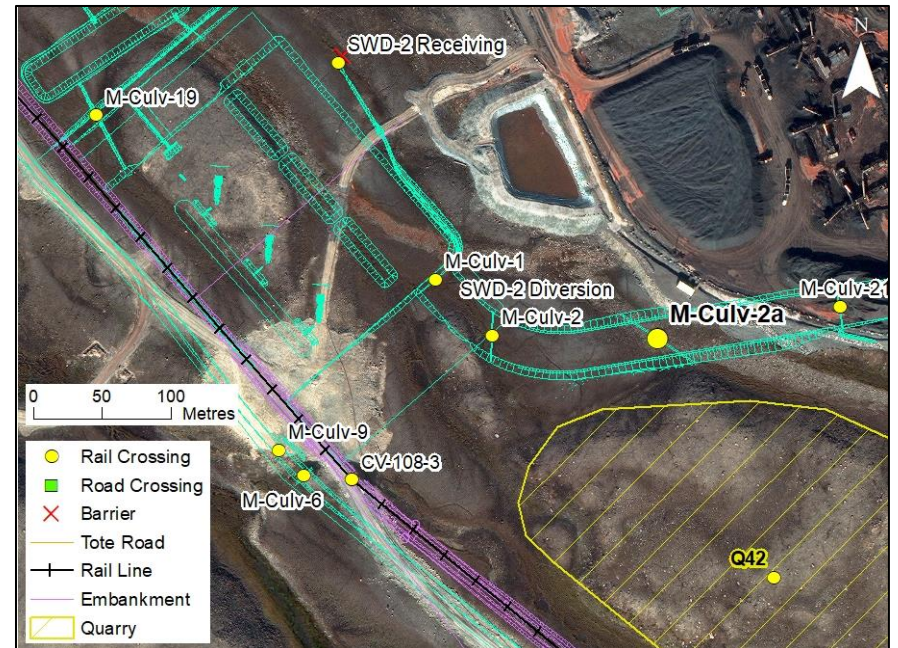 N
SWD-2 Receiving
M-Culv-19
M-Culv-1
SWD-2 Diversion
M-Culv-2
M-Culv-2a
M-Culv-21
M-Culv-9
CV-108-3
M-Culv-6
Q42
0 50 100
Metres
Rail Crossing
Road Crossing
Barrier
Tote Road
Rail Line
Embankment
Quarry